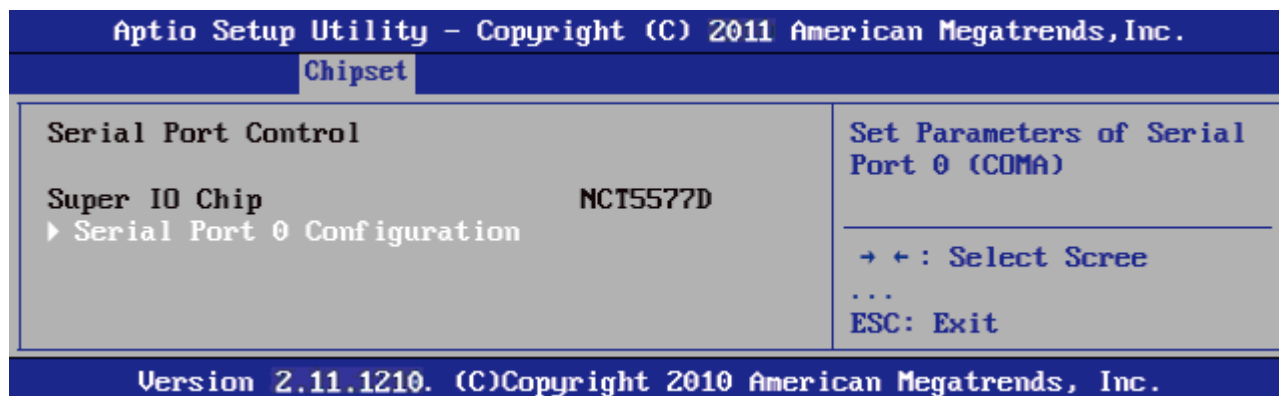 Aptio Setup Utility – Copyright (C) 2011 American Megatrends,Inc.
Chipset
Serial Port Control
Super IO Chip NCT5577D
▶ Serial Port 0 Configuration
Set Parameters of Serial
Port 0 (COMA)
→ ←: Select Scree
...
ESC: Exit
Version 2.11.1210. (C)Copyright 2010 American Megatrends, Inc.